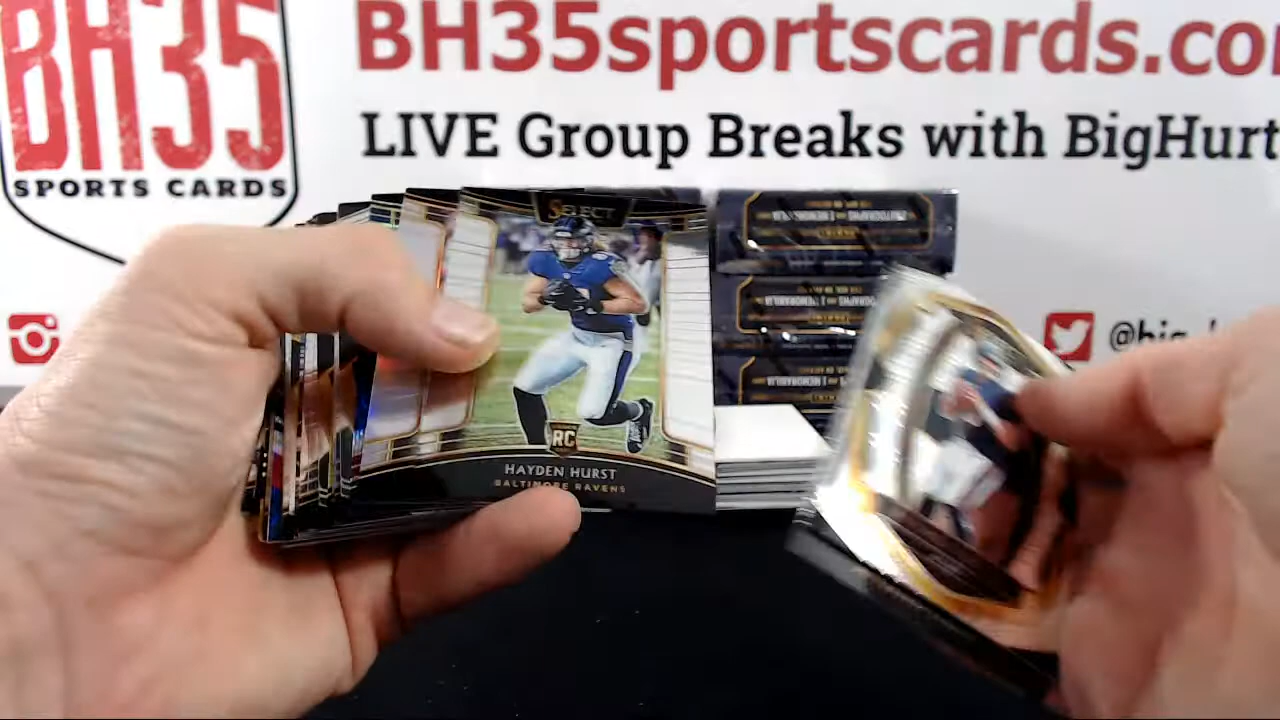 BH35
SPORTS CARDS
BH35sportscards.co
LIVE Group Breaks with BigHurt
SELECT
RC
HAYDEN HURST
BALTIMORE RAVENS